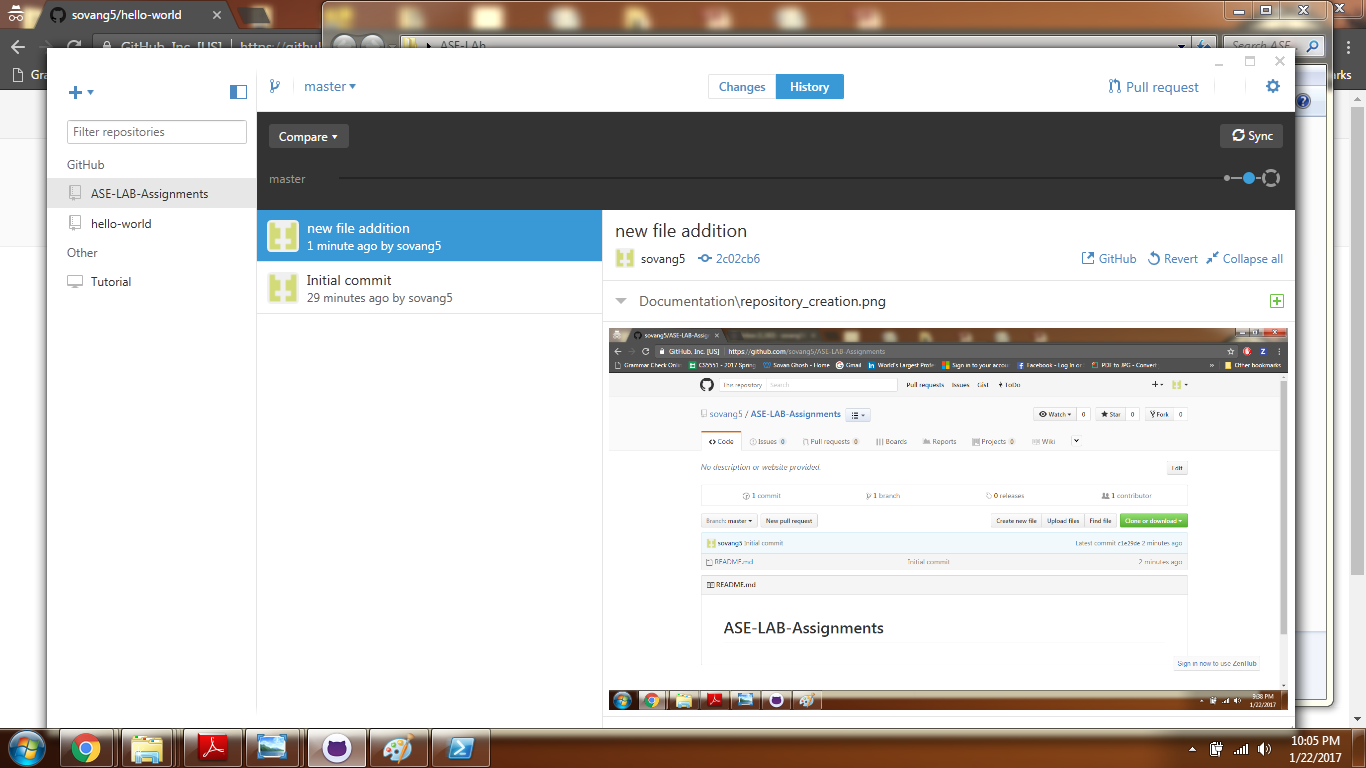 sovang5/hello-world
GitHub, Inc. [US] https://githu
ASE-LAb
Search ASE
Gra
rks
master
Changes
History
Pull request
Filter repositories
GitHub
ASE-LAB-Assignments
hello-world
Other
Tutorial
Compare
Sync
master
new file addition
1 minute ago by sovang5
Initial commit
29 minutes ago by sovang5
new file addition
sovang5 2c02cb6
GitHub Revert Collapse all
Documentation\repository_creation.png
sovang5/ASE-LAB-Assig
GitHub, Inc. [US] https://github.com/sovang5/ASE-LAB-Assignments
Grammar Check Onli CS5551 - 2017 Spring Sovan Ghosh - Home Gmail World's Largest Profe Sign in to your accou Facebook - Log In or PDF to JPG - Convert » Other bookmarks
This repository Search Pull requests Issues Gist ToDo
sovang5 / ASE-LAB-Assignments
Watch 0 Star 0 Fork 0
Code Issues 0 Pull requests 0 Boards Reports Projects 0 Wiki
No description or website provided. Edit
1 commit 1 branch 0 releases 1 contributor
Branch: master New pull request Create new file Upload files Find file Clone or download
sovang5 Initial commit Latest commit c1e29de 2 minutes ago
README.md Initial commit 2 minutes ago
README.md
ASE-LAB-Assignments
Sign in now to use ZenHub
9:38 PM
1/22/2017
10:05 PM
1/22/2017